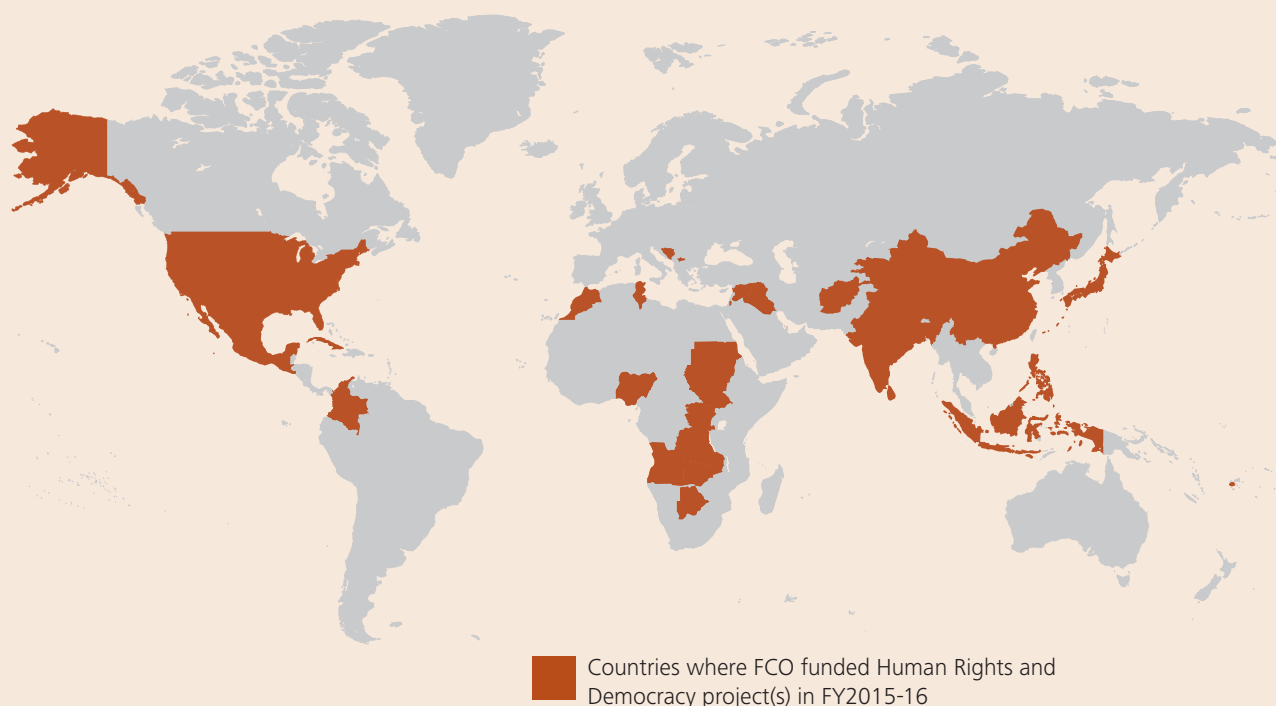 Countries where FCO funded Human Rights and
Democracy project(s) in FY2015-16